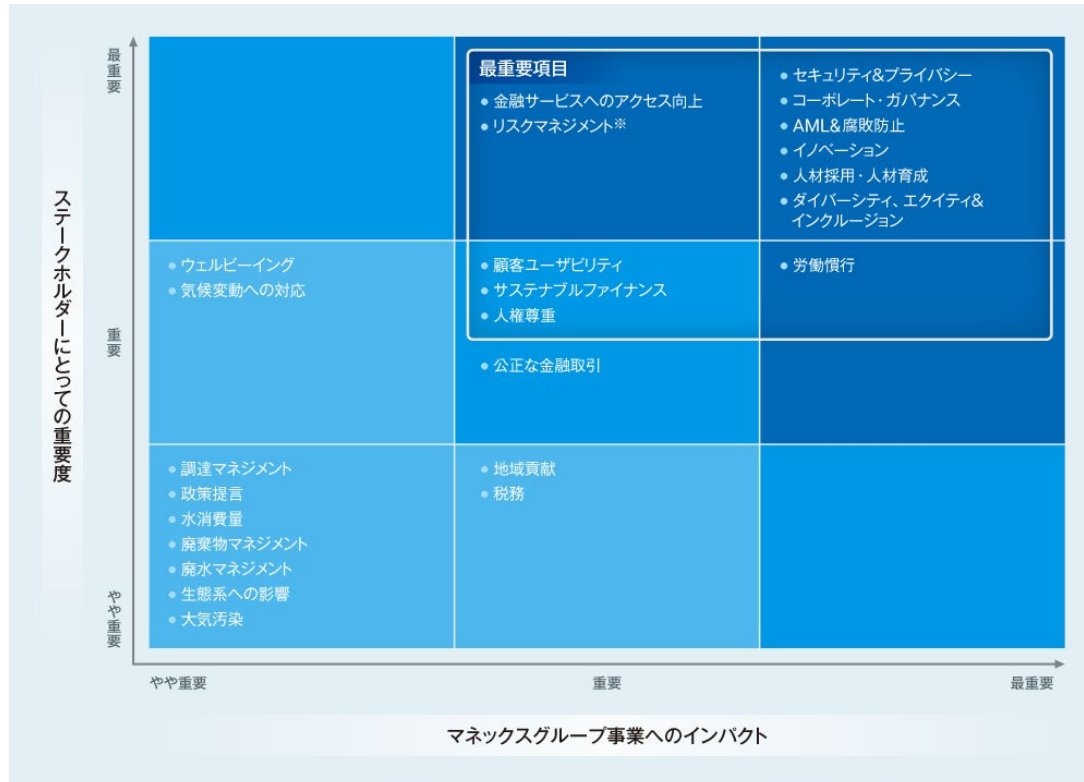 ステークホルダーにとっての重要度
最重要
重要
やや重要
最重要項目
• 金融サービスへのアクセス向上
• リスクマネジメント※
• セキュリティ&プライバシー
• コーポレート・ガバナンス
• AML&腐敗防止
• イノベーション
• 人材採用・人材育成
• ダイバーシティ、エクイティ&
インクルージョン
• ウェルビーイング
• 気候変動への対応
• 顧客ユーザビリティ
• サステナブルファイナンス
• 人権尊重
• 公正な金融取引
• 労働慣行
• 調達マネジメント
• 政策提言
• 水消費量
• 廃棄物マネジメント
• 廃水マネジメント
• 生態系への影響
• 大気汚染
• 地域貢献
• 税務
やや重要
重要
最重要
マネックスグループ事業へのインパクト